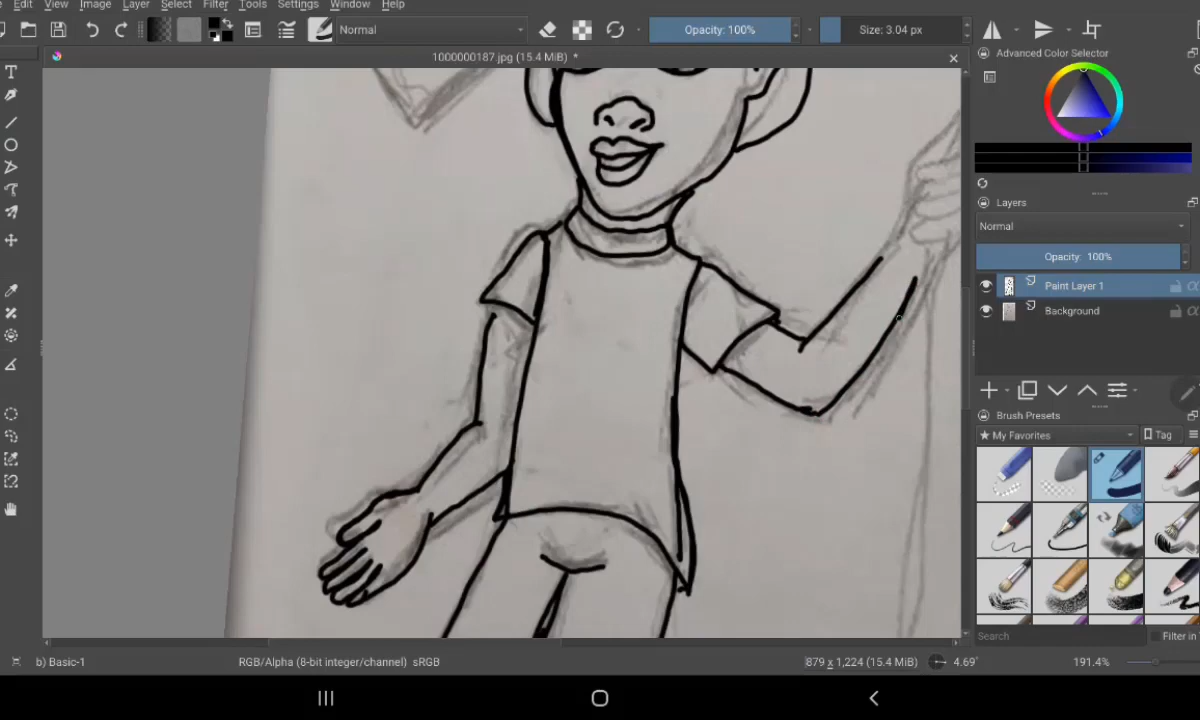 Edit View Image Layer Select Filter Tools Settings Window Help
Normal Opacity: 100% Size: 3.04 px
1000000187.jpg (15.4 MiB) *
Advanced Color Selector
Layers
Normal
Opacity: 100%
Paint Layer 1
Background
Brush Presets
★ My Favorites Tag
Search Filter in
b) Basic-1 RGB/Alpha (8-bit integer/channel) sRGB 879 x 1,224 (15.4 MiB) 4.69° 191.4%